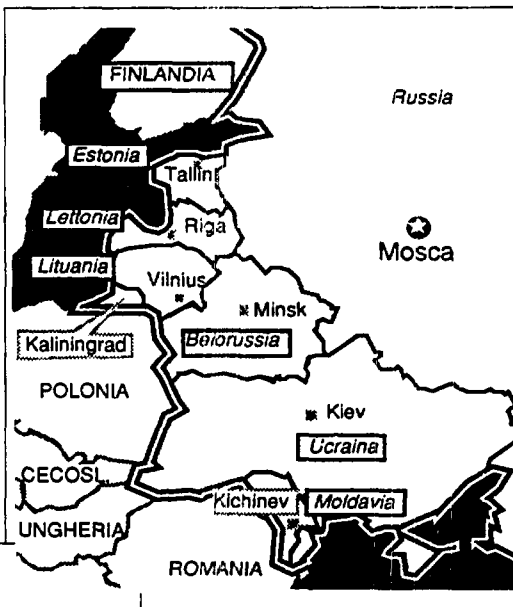 FINLANDIA
Russia
Estonia
Tallin
Lettonia
Riga
Mosca
Lituania
Vilnius
Minsk
Kaliningrad
Belorussia
POLONIA
Kiev
Ucraina
CECOSL.
Kichinev
Moldavia
UNGHERIA
ROMANIA